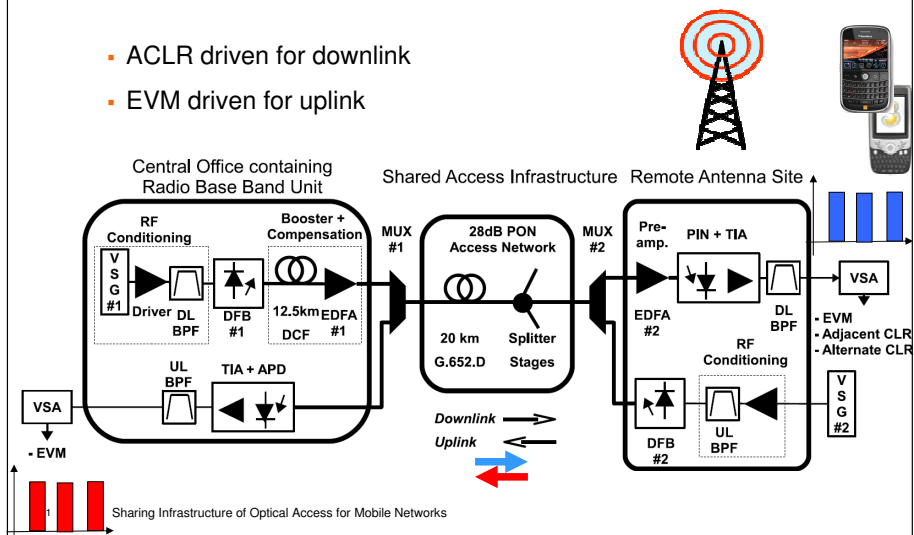 ▪ ACLR driven for downlink
▪ EVM driven for uplink
Central Office containing
Radio Base Band Unit
Shared Access Infrastructure
Remote Antenna Site
RF
Conditioning
V
S
G
#1
Driver
DL
BPF
DFB
#1
Booster +
Compensation
12.5km
DCF
EDFA
#1
MUX
#1
28dB PON
Access Network
20 km
G.652.D
Splitter
Stages
MUX
#2
Pre-
amp.
EDFA
#2
PIN + TIA
DL
BPF
VSA
- EVM
- Adjacent CLR
- Alternate CLR
RF
Conditioning
V
S
G
#2
UL
BPF
DFB
#2
UL
BPF
TIA + APD
VSA
- EVM
Downlink
Uplink
1
Sharing Infrastructure of Optical Access for Mobile Networks